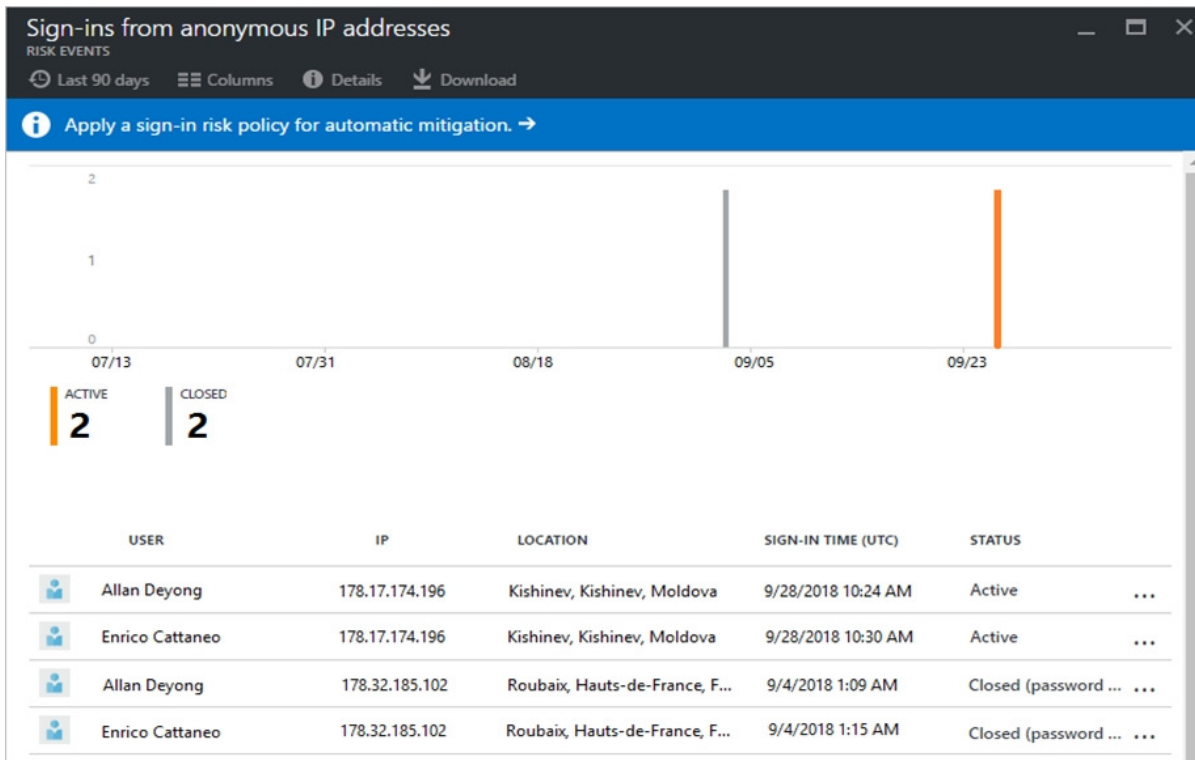 Sign-ins from anonymous IP addresses
RISK EVENTS
Last 90 days Columns Details Download
Apply a sign-in risk policy for automatic mitigation. →
2
1
0
07/13 07/31 08/18 09/05 09/23
ACTIVE CLOSED
2 2
USER IP LOCATION SIGN-IN TIME (UTC) STATUS
Allan Deyong 178.17.174.196 Kishinev, Kishinev, Moldova 9/28/2018 10:24 AM Active ...
Enrico Cattaneo 178.17.174.196 Kishinev, Kishinev, Moldova 9/28/2018 10:30 AM Active ...
Allan Deyong 178.32.185.102 Roubaix, Hauts-de-France, F... 9/4/2018 1:09 AM Closed (password ... ...
Enrico Cattaneo 178.32.185.102 Roubaix, Hauts-de-France, F... 9/4/2018 1:15 AM Closed (password ... ...